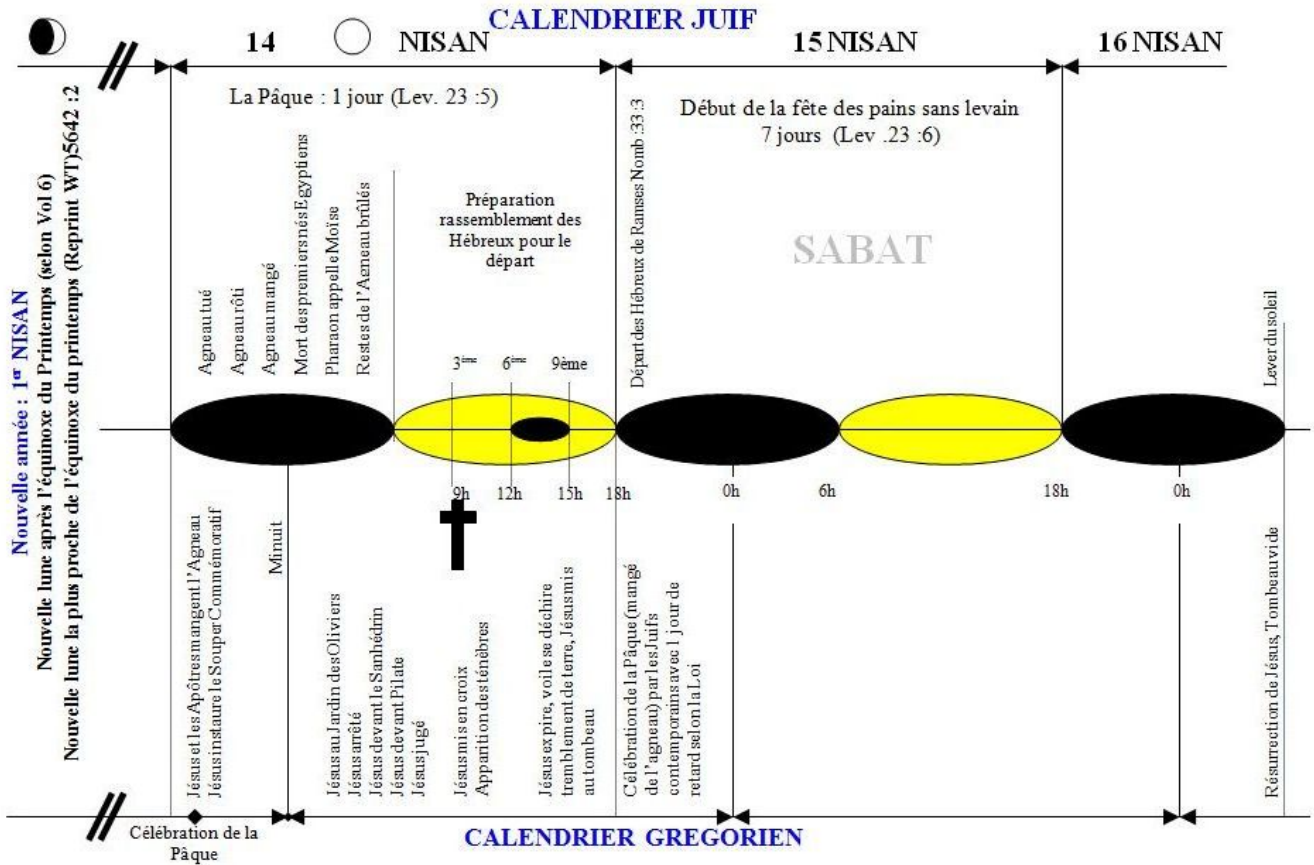 CALENDRIER JUIF
14 NISAN
15 NISAN
16 NISAN
La Pâque : 1 jour (Lev. 23 :5)
Début de la fête des pains sans levain
7 jours (Lev .23 :6)
Nouvelle année : 1er NISAN
Nouvelle lune après l'équinoxe du Printemps (selon Vol 6)
Nouvelle lune la plus proche de l'équinoxe du printemps (Reprint WT)5642 :2
Agneau tué
Agneau rôti
Agneau mangé
Mort des premiers nés Egyptiens
Pharaon appelle Moïse
Restes de l'Agneau brûlés
Préparation
rassemblement des
Hébreux pour le
départ
Départ des Hébreux de Ramses Nomb :33 :3
SABAT
3ème
6ème
9ème
Lever du soleil
9h
12h
15h
18h
0h
6h
18h
0h
Jésus et les Apôtres mangent l'Agneau
Jésus instaure le Souper Commémoratif
Minuit
Jésus au Jardin des Oliviers
Jésus arrêté
Jésus devant le Sanhédrin
Jésus devant Pilate
Jésus jugé
Jésus mis en croix
Apparition des ténèbres
Jésus expire, voile se déchire
tremblement de terre, Jésus mis
au tombeau
Célébration de la Pâque (mangé
de l'agneau) par les Juifs
contemporains avec 1 jour de
retard selon la Loi
Résurrection de Jésus, Tombeau vide
Célébration de la
Pâque
CALENDRIER GREGORIEN